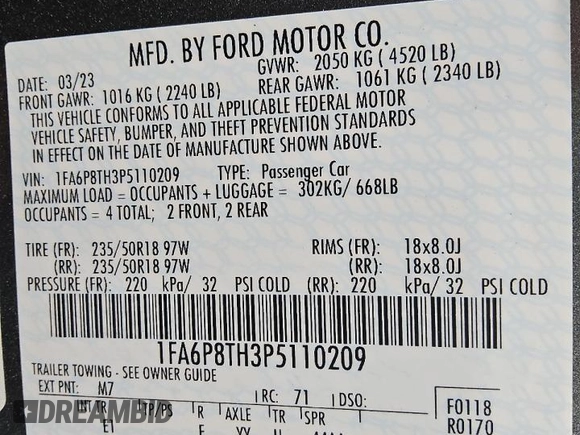 MFD. BY FORD MOTOR CO.
DATE: 03/23 GVWR: 2050 KG ( 4520 LB)
FRONT GAWR: 1016 KG ( 2240 LB) REAR GAWR: 1061 KG ( 2340 LB)
THIS VEHICLE CONFORMS TO ALL APPLICABLE FEDERAL MOTOR
VEHICLE SAFETY, BUMPER, AND THEFT PREVENTION STANDARDS
IN EFFECT ON THE DATE OF MANUFACTURE SHOWN ABOVE.
VIN: 1FA6P8TH3P5110209 TYPE: Passenger Car
MAXIMUM LOAD = OCCUPANTS + LUGGAGE = 302KG/ 668LB
OCCUPANTS = 4 TOTAL; 2 FRONT, 2 REAR
TIRE (FR): 235/50R18 97W RIMS (FR): 18x8.0J
(RR): 235/50R18 97W (RR): 18x8.0J
PRESSURE (FR): 220 kPa/ 32 PSI COLD (RR): 220 kPa/ 32 PSI COLD
1FA6P8TH3P5110209
TRAILER TOWING - SEE OWNER GUIDE
EXT PNT: M7 RC: 71 DSO: F0118
INT TR TP/PS R AXLE TR SPR R0170
DREAMBID